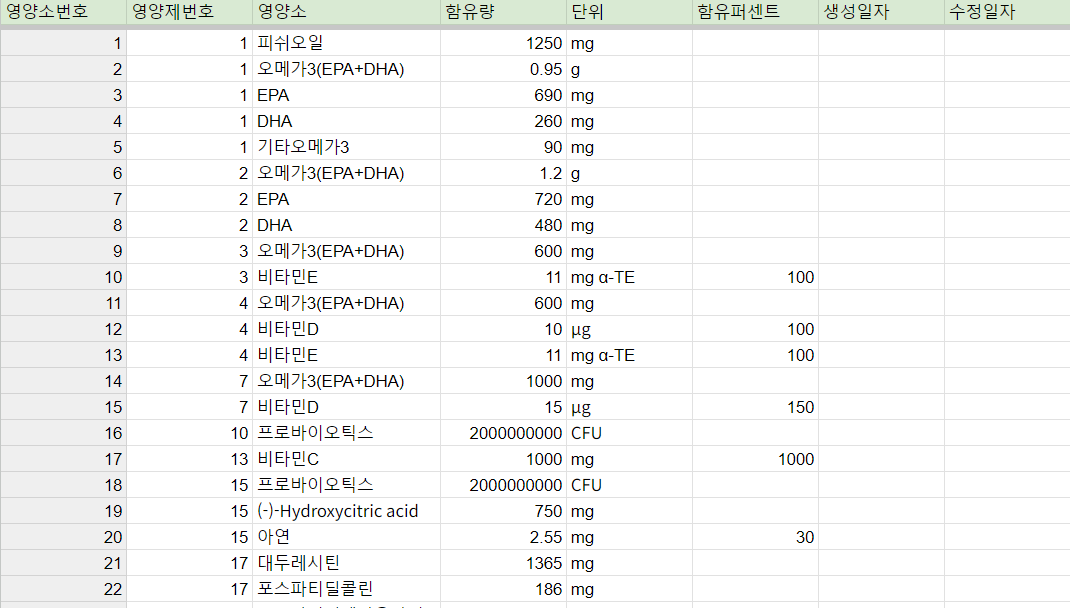 영양소번호 영양제번호 영양소 함유량 단위 함유퍼센트 생성일자 수정일자
1 1 피쉬오일 1250 mg
2 1 오메가3(EPA+DHA) 0.95 g
3 1 EPA 690 mg
4 1 DHA 260 mg
5 1 기타오메가3 90 mg
6 2 오메가3(EPA+DHA) 1.2 g
7 2 EPA 720 mg
8 2 DHA 480 mg
9 3 오메가3(EPA+DHA) 600 mg
10 3 비타민E 11 mg α-TE 100
11 4 오메가3(EPA+DHA) 600 mg
12 4 비타민D 10 μg 100
13 4 비타민E 11 mg α-TE 100
14 7 오메가3(EPA+DHA) 1000 mg
15 7 비타민D 15 μg 150
16 10 프로바이오틱스 2000000000 CFU
17 13 비타민C 1000 mg 1000
18 15 프로바이오틱스 2000000000 CFU
19 15 (-)-Hydroxycitric acid 750 mg
20 15 아연 2.55 mg 30
21 17 대두레시틴 1365 mg
22 17 포스파티딜콜린 186 mg